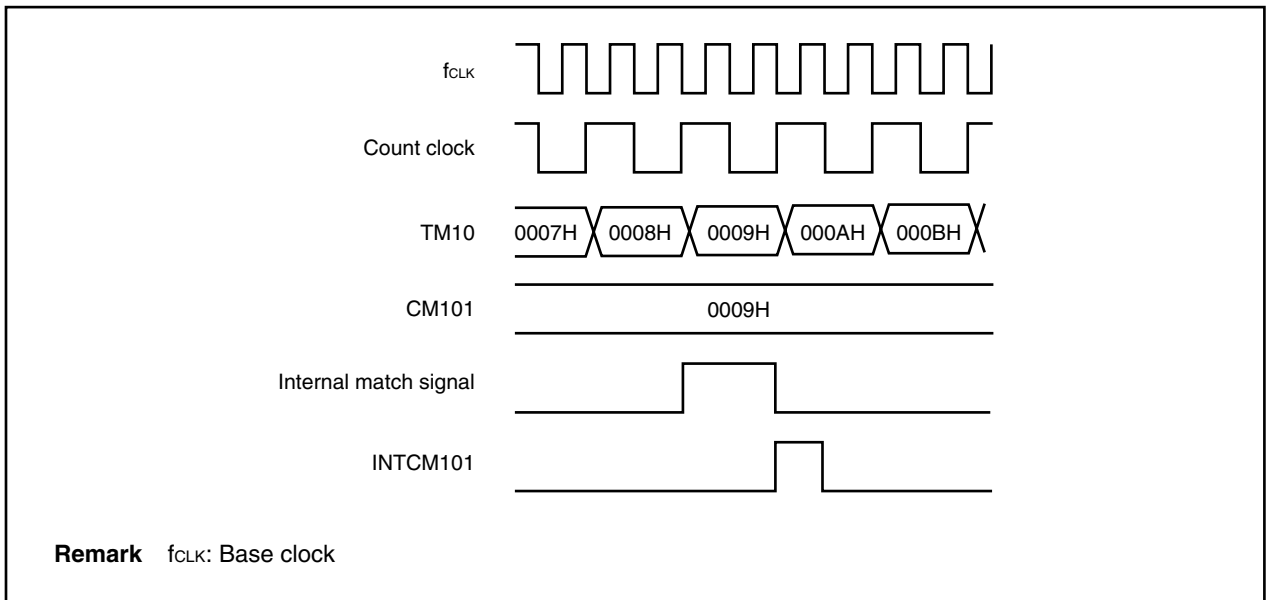 fCLK
Count clock
TM10 0007H 0008H 0009H 000AH 000BH
CM101 0009H
Internal match signal
INTCM101
Remark fCLK: Base clock